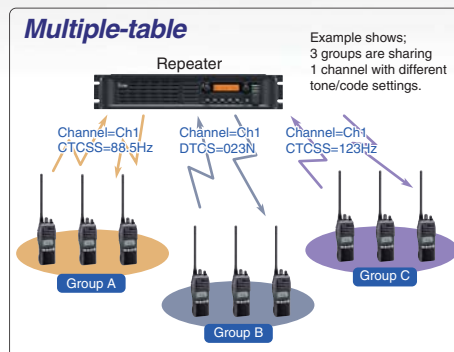 Multiple-table
Example shows;
3 groups are sharing
1 channel with different
tone/code settings.
Repeater
Channel=Ch1
CTCSS=88.5Hz
Channel=Ch1
DTCS=023N
Channel=Ch1
CTCSS=123Hz
Group A
Group B
Group C